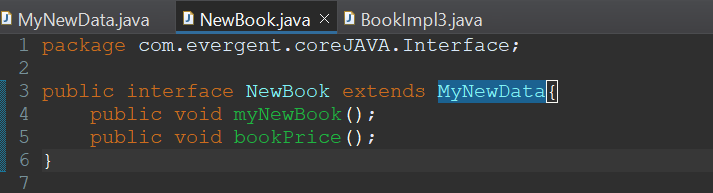 MyNewData.java NewBook.java × BookImpl3.java
1 package com.evergent.coreJAVA.Interface;
2
3 public interface NewBook extends MyNewData{
4     public void myNewBook();
5     public void bookPrice();
6 }
7